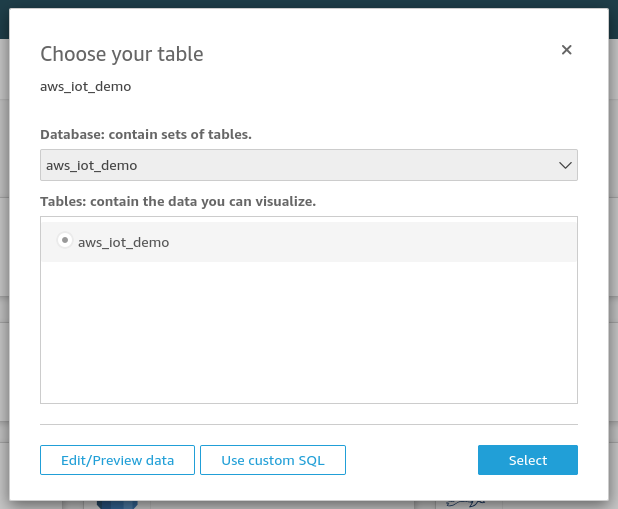 Choose your table
aws_iot_demo
Database: contain sets of tables.
aws_iot_demo
Tables: contain the data you can visualize.
aws_iot_demo
Edit/Preview data
Use custom SQL
Select